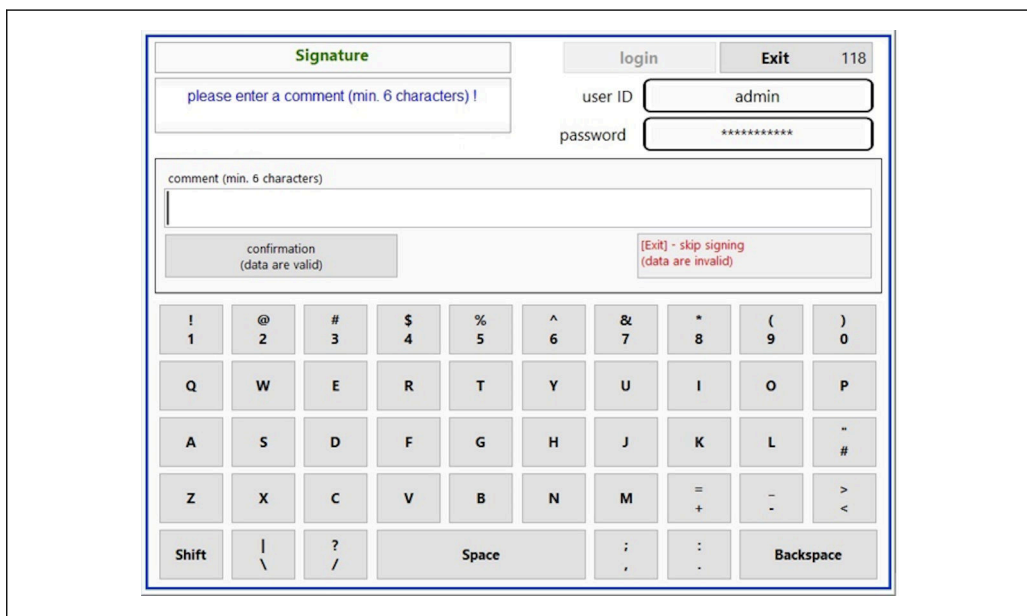 Signature
login
Exit 118
please enter a comment (min. 6 characters) !
user ID admin
password ***********
comment (min. 6 characters)
confirmation
(data are valid)
[Exit] - skip signing
(data are invalid)
! @ # $ % ^ & * ( )
1 2 3 4 5 6 7 8 9 0
Q W E R T Y U I O P
A S D F G H J K L " #
Z X C V B N M = + _ - > <
Shift | \ ? / Space ; , : . Backspace